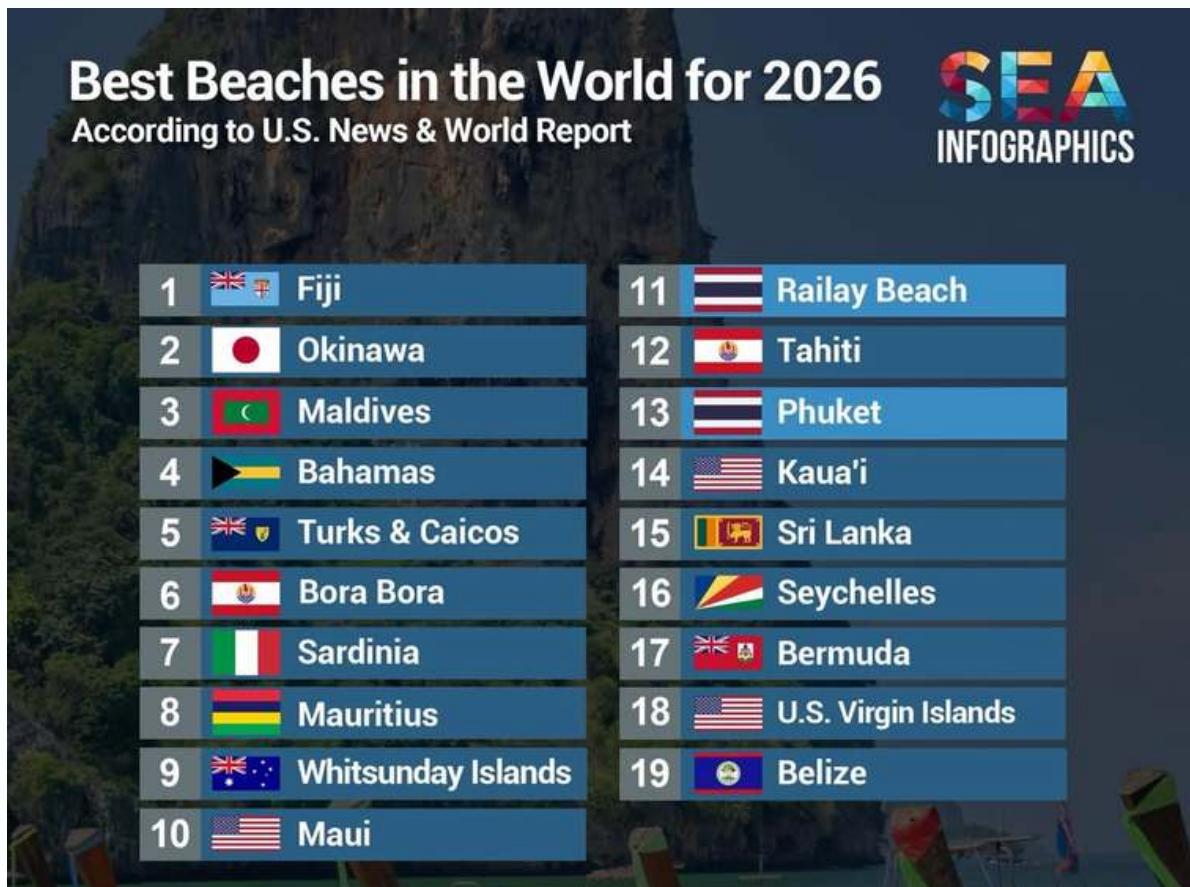 Best Beaches in the World for 2026
According to U.S. News & World Report
SEA
INFOGRAPHICS
1 Fiji
2 Okinawa
3 Maldives
4 Bahamas
5 Turks & Caicos
6 Bora Bora
7 Sardinia
8 Mauritius
9 Whitsunday Islands
10 Maui
11 Railay Beach
12 Tahiti
13 Phuket
14 Kaua'i
15 Sri Lanka
16 Seychelles
17 Bermuda
18 U.S. Virgin Islands
19 Belize